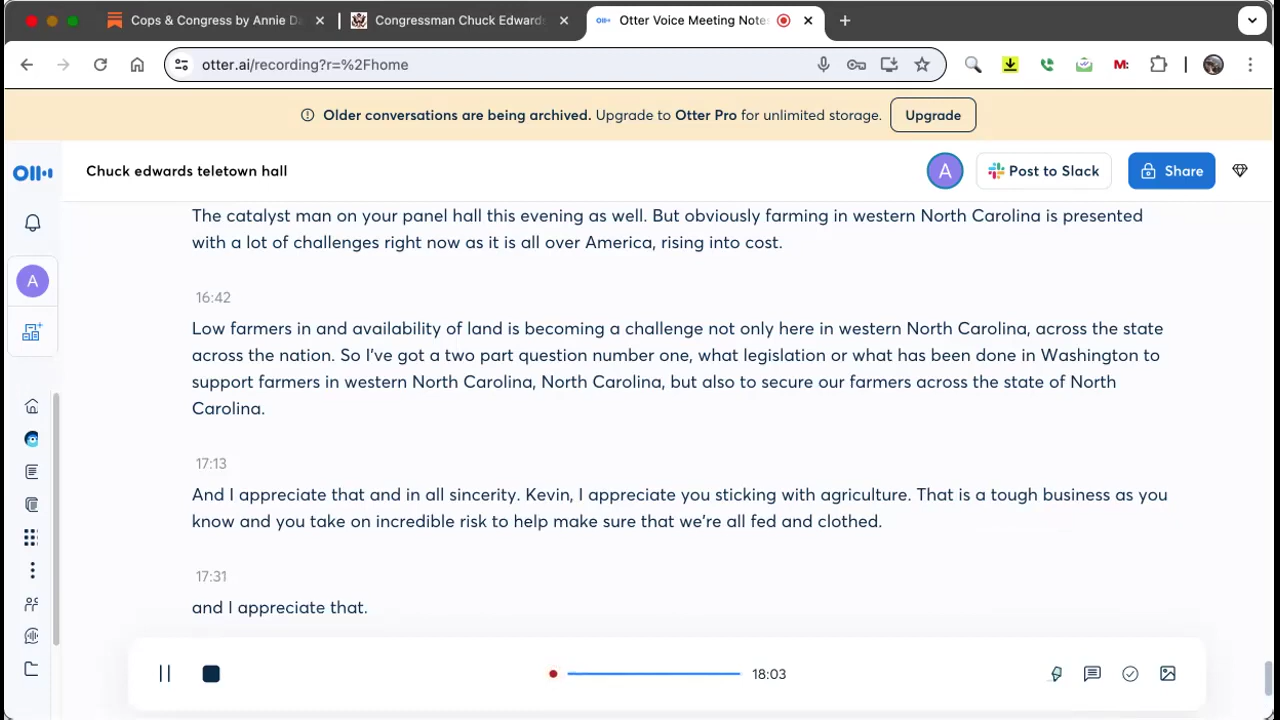 Cops & Congress by Annie Da
Congressman Chuck Edwards
Otter Voice Meeting Notes
otter.ai/recording?r=%2Fhome
M:
Older conversations are being archived. Upgrade to Otter Pro for unlimited storage.
Upgrade
Chuck edwards teletown hall
A
Post to Slack
Share
The catalyst man on your panel hall this evening as well. But obviously farming in western North Carolina is presented
with a lot of challenges right now as it is all over America, rising into cost.
A
16:42
Low farmers in and availability of land is becoming a challenge not only here in western North Carolina, across the state
across the nation. So I've got a two part question number one, what legislation or what has been done in Washington to
support farmers in western North Carolina, North Carolina, but also to secure our farmers across the state of North
Carolina.
17:13
And I appreciate that and in all sincerity. Kevin, I appreciate you sticking with agriculture. That is a tough business as you
know and you take on incredible risk to help make sure that we're all fed and clothed.
17:31
and I appreciate that.
18:03